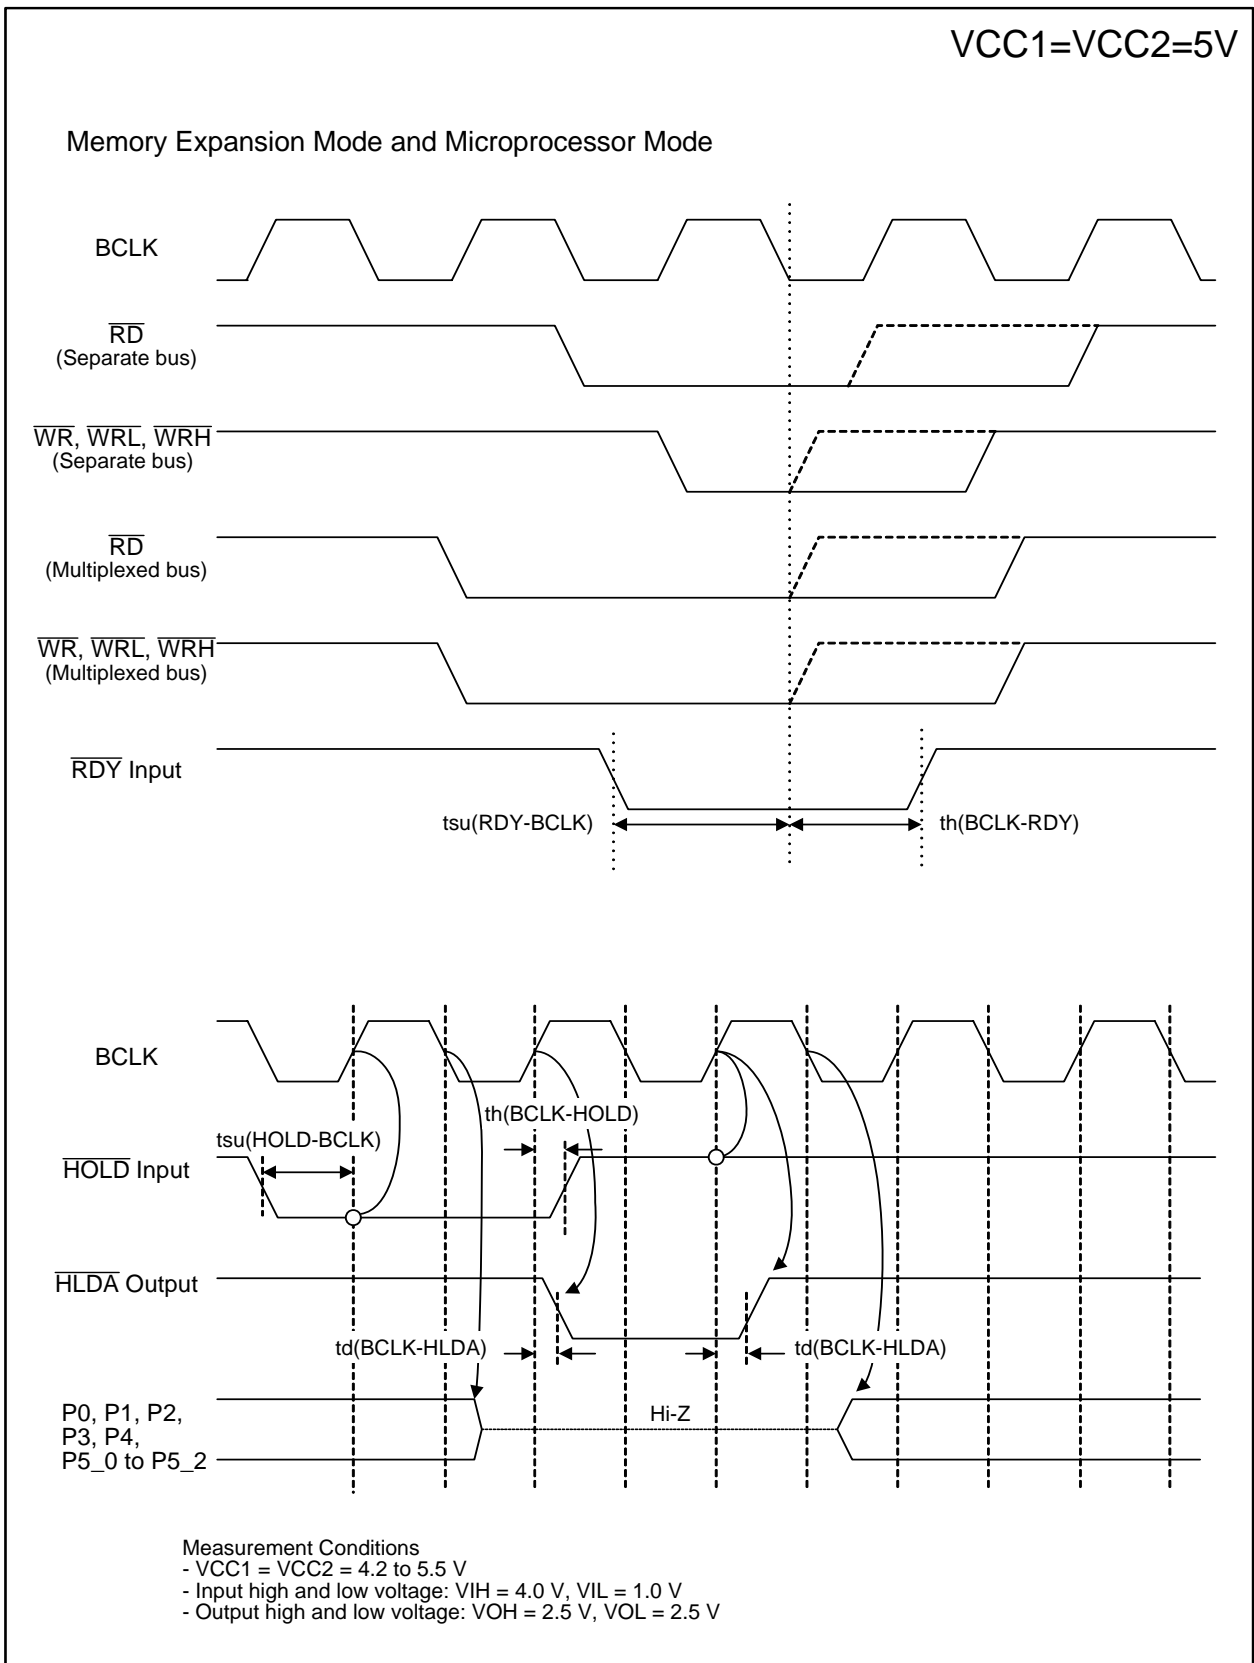 VCC1=VCC2=5V
Memory Expansion Mode and Microprocessor Mode
BCLK
RD
(Separate bus)
WR, WRL, WRH
(Separate bus)
RD
(Multiplexed bus)
WR, WRL, WRH
(Multiplexed bus)
RDY Input
tsu(RDY-BCLK)
th(BCLK-RDY)
BCLK
th(BCLK-HOLD)
tsu(HOLD-BCLK)
HOLD Input
HLDA Output
td(BCLK-HLDA)
td(BCLK-HLDA)
P0, P1, P2,
P3, P4,
P5_0 to P5_2
Hi-Z
Measurement Conditions
- VCC1 = VCC2 = 4.2 to 5.5 V
- Input high and low voltage: VIH = 4.0 V, VIL = 1.0 V
- Output high and low voltage: VOH = 2.5 V, VOL = 2.5 V